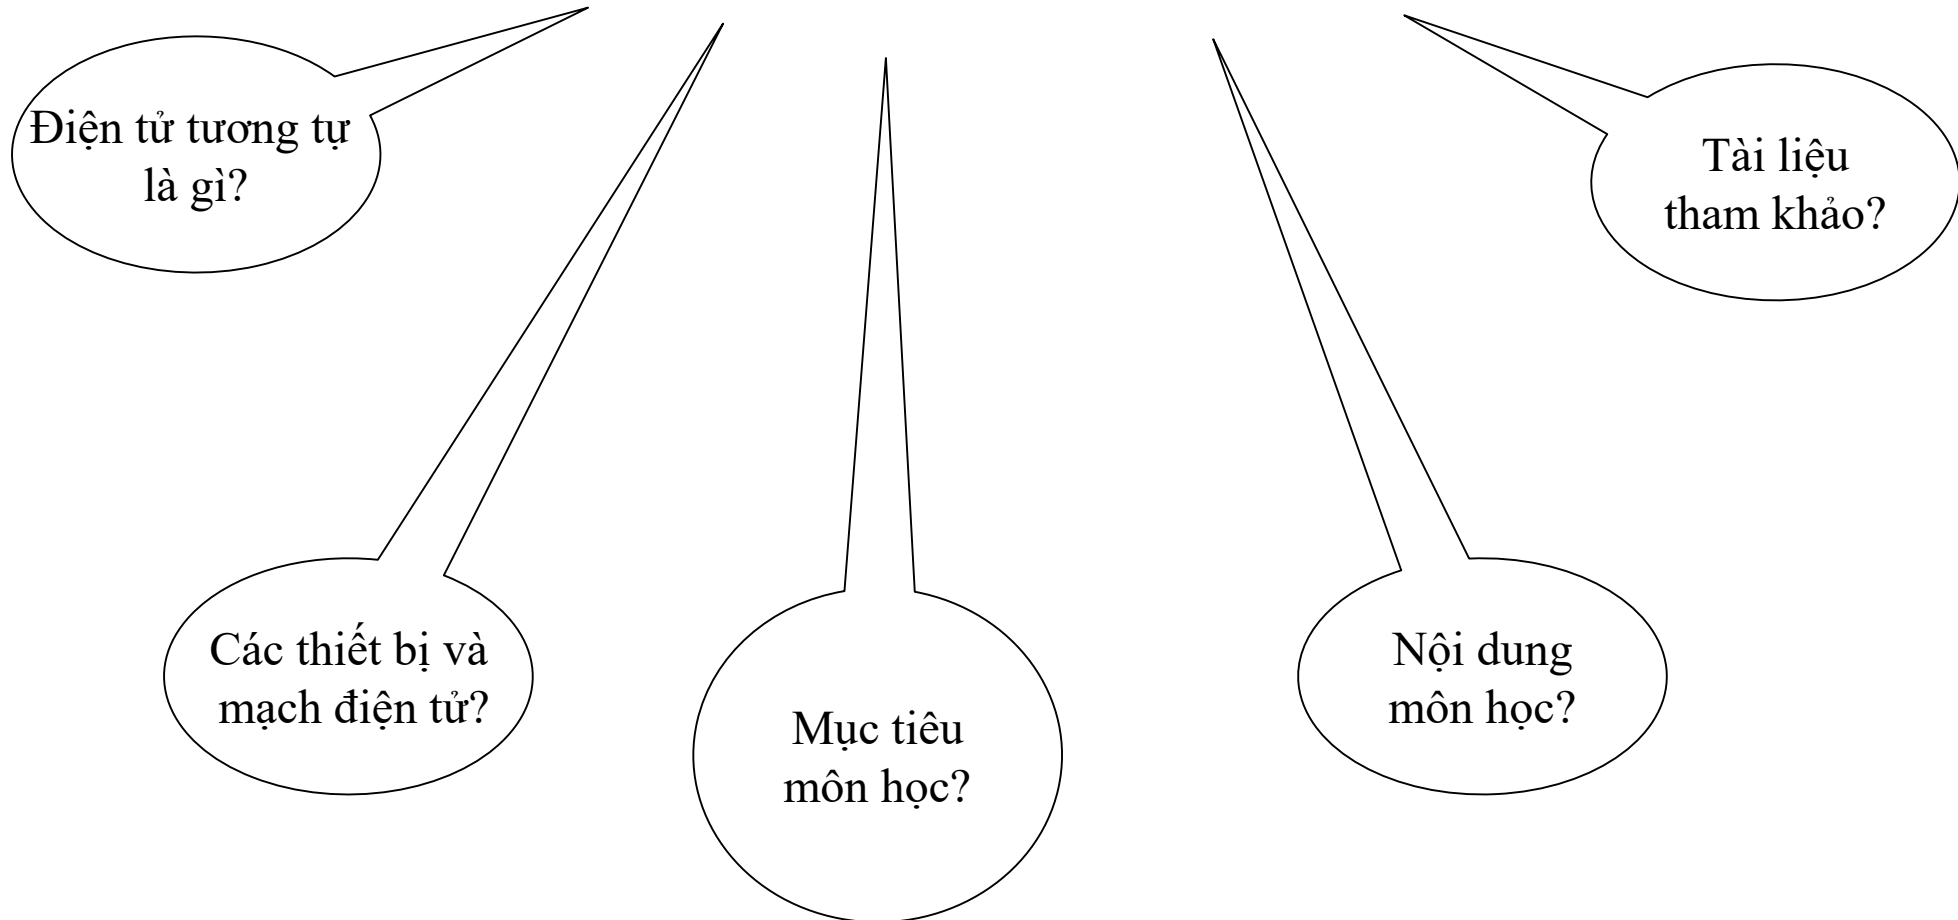 Điện tử tương tự
là gì?
Tài liệu
tham khảo?
Các thiết bị và
mạch điện tử?
Mục tiêu
môn học?
Nội dung
môn học?